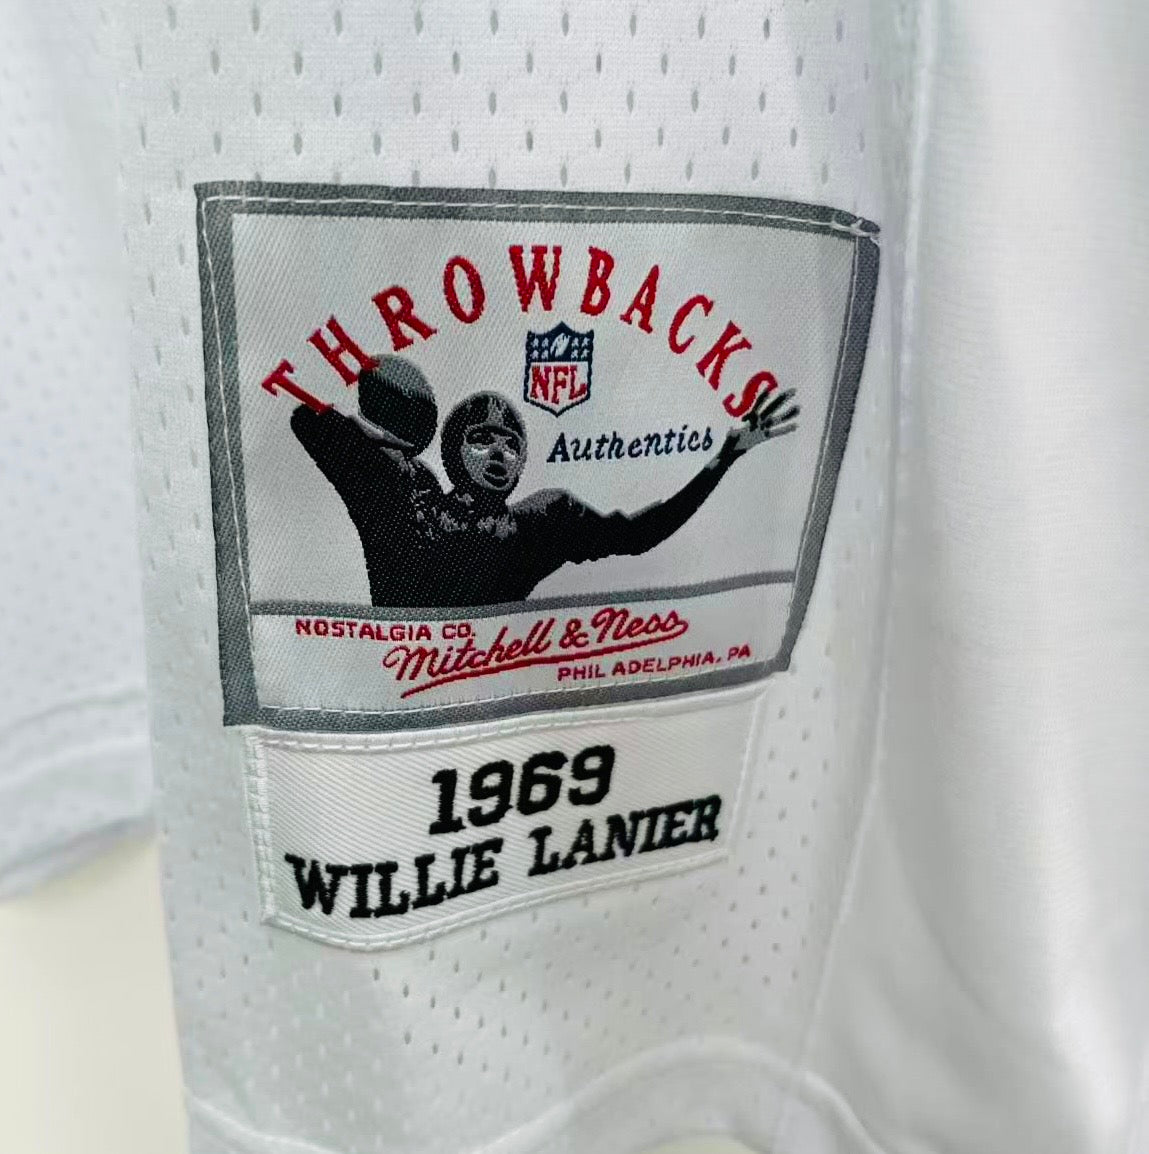 THROWBACKS
NFL
Authentics
NOSTALGIA CO.
Mitchell & Ness
PHILADELPHIA, PA
1969
WILLIE LANIER